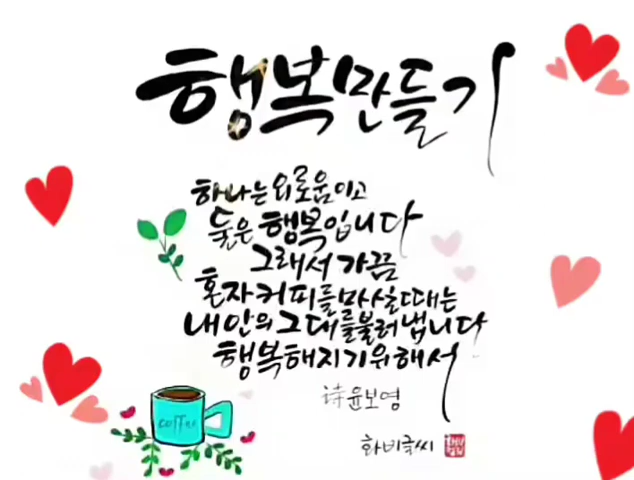 행복만들기
하나는 외로움이고
둘은 행복입니다
그래서 가끔
혼자 커피를 마실때는
내 안의 그대를 불러냅니다
행복해지기 위해서
詩 윤보영
coffee
화비글씨